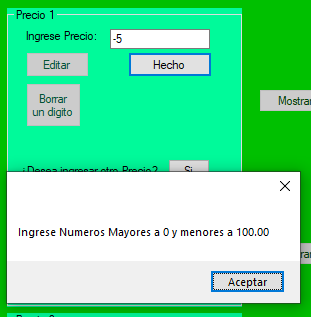 Precio 1
Ingrese Precio:
-5
Editar
Hecho
Borrar
un digito
Mostrar
¿Desea ingresar otro Precio?
Si
Ingrese Numeros Mayores a 0 y menores a 100.00
Aceptar